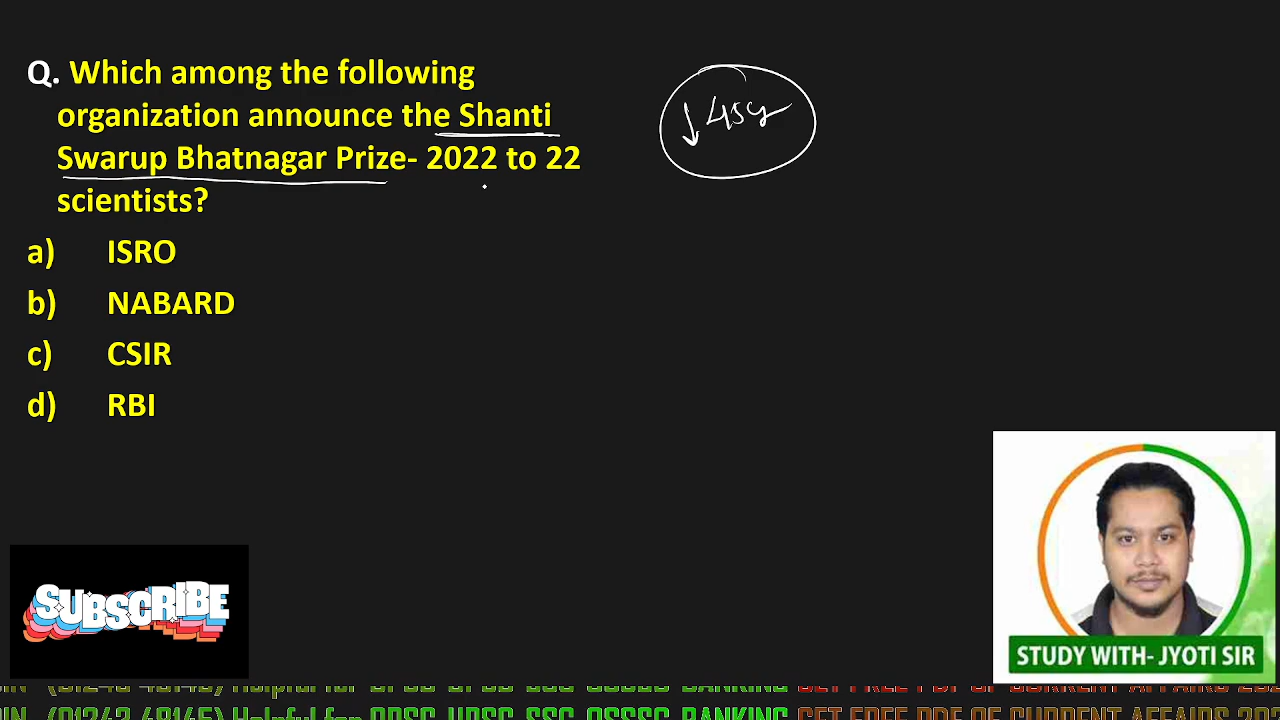 Q. Which among the following
organization announce the Shanti
Swarup Bhatnagar Prize- 2022 to 22
scientists?
↓ 45y
a) ISRO
b) NABARD
c) CSIR
d) RBI
SUBSCRIBE
STUDY WITH- JYOTI SIR